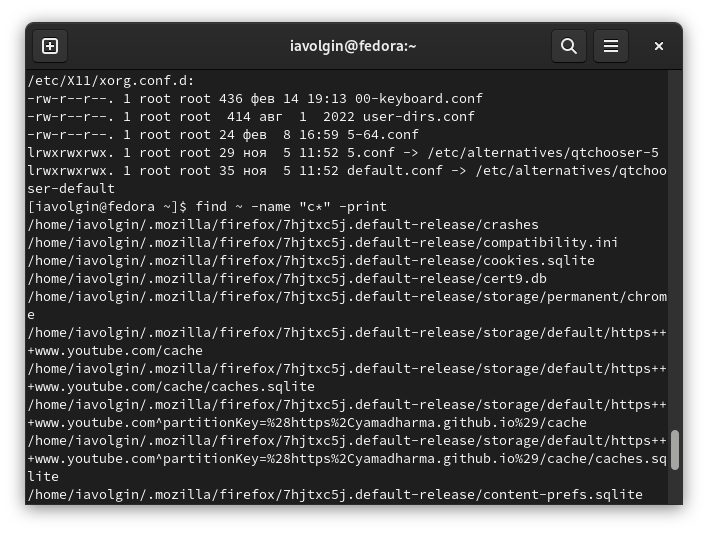 iavolgin@fedora:~
/etc/X11/xorg.conf.d:
-rw-r--r--. 1 root root 436 фев 14 19:13 00-keyboard.conf
-rw-r--r--. 1 root root  414 авг  1  2022 user-dirs.conf
-rw-r--r--. 1 root root 24 фев  8 16:59 5-64.conf
lrwxrwxrwx. 1 root root 29 ноя  5 11:52 5.conf -> /etc/alternatives/qtchooser-5
lrwxrwxrwx. 1 root root 35 ноя  5 11:52 default.conf -> /etc/alternatives/qtchoo
ser-default
[iavolgin@fedora ~]$ find ~ -name "c*" -print
/home/iavolgin/.mozilla/firefox/7hjtxc5j.default-release/crashes
/home/iavolgin/.mozilla/firefox/7hjtxc5j.default-release/compatibility.ini
/home/iavolgin/.mozilla/firefox/7hjtxc5j.default-release/cookies.sqlite
/home/iavolgin/.mozilla/firefox/7hjtxc5j.default-release/cert9.db
/home/iavolgin/.mozilla/firefox/7hjtxc5j.default-release/storage/permanent/chrom
e
/home/iavolgin/.mozilla/firefox/7hjtxc5j.default-release/storage/default/https++
+www.youtube.com/cache
/home/iavolgin/.mozilla/firefox/7hjtxc5j.default-release/storage/default/https++
+www.youtube.com/cache/caches.sqlite
/home/iavolgin/.mozilla/firefox/7hjtxc5j.default-release/storage/default/https++
+www.youtube.com^partitionKey=%28https%2Cyamadharma.github.io%29/cache
/home/iavolgin/.mozilla/firefox/7hjtxc5j.default-release/storage/default/https++
+www.youtube.com^partitionKey=%28https%2Cyamadharma.github.io%29/cache/caches.sq
lite
/home/iavolgin/.mozilla/firefox/7hjtxc5j.default-release/content-prefs.sqlite